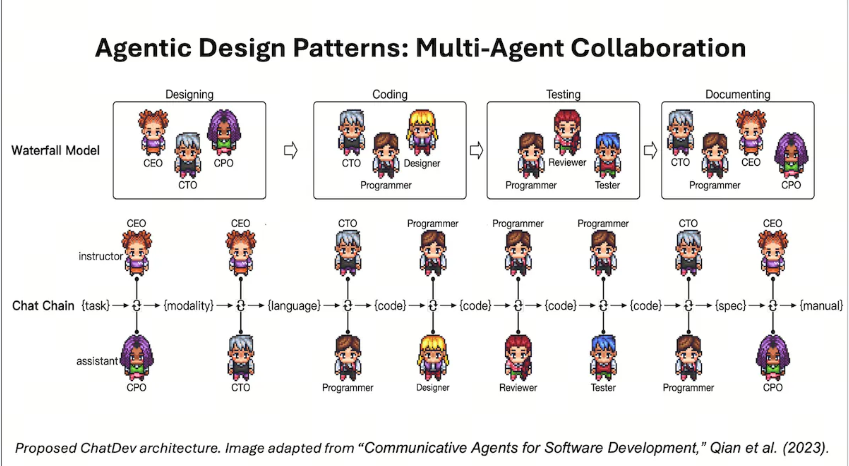 Agentic Design Patterns: Multi-Agent Collaboration
Designing Coding Testing Documenting
Waterfall Model
CEO CTO CPO
CTO Programmer Designer
Programmer Reviewer Tester
CTO Programmer CEO CPO
CEO CEO CTO Programmer Programmer Programmer CTO CEO
instructor
Chat Chain {task} {modality} {language} {code} {code} {code} {code} {spec} {manual}
assistant
CPO CTO Programmer Designer Reviewer Tester Programmer CPO
Proposed ChatDev architecture. Image adapted from “Communicative Agents for Software Development,” Qian et al. (2023).